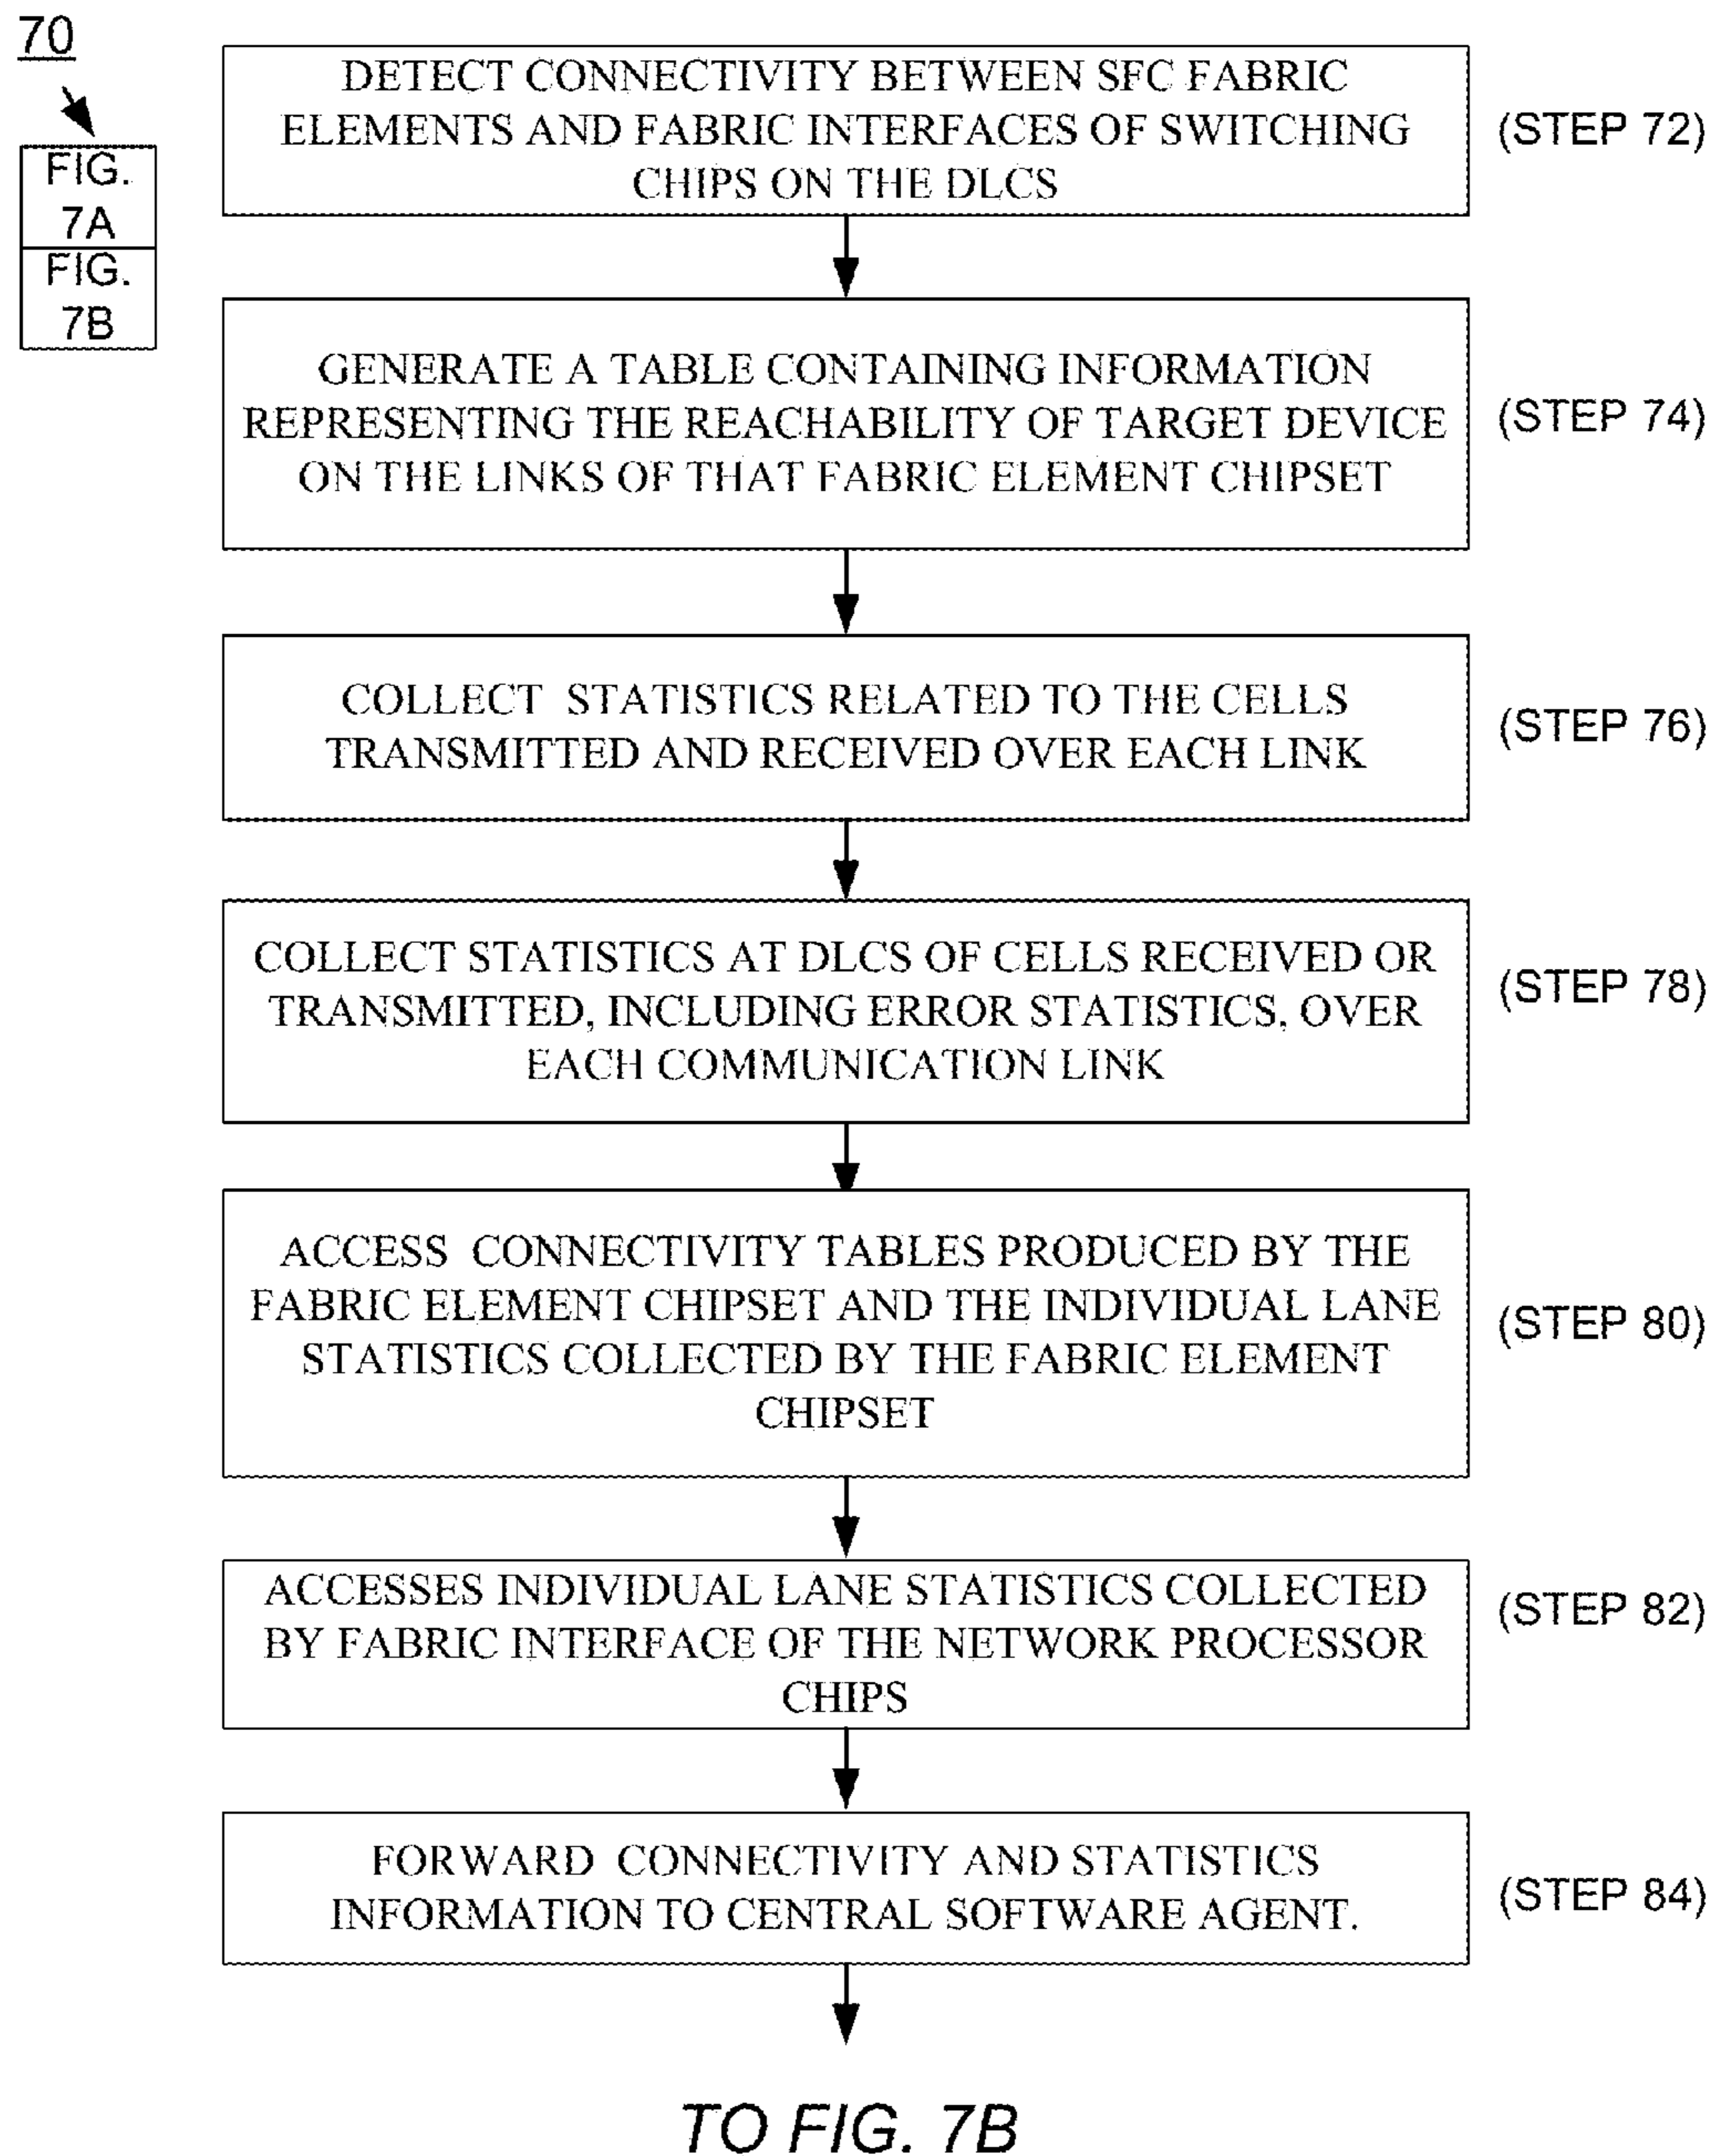 70
FIG.
7A
FIG.
7B
DETECT CONNECTIVITY BETWEEN SFC FABRIC
ELEMENTS AND FABRIC INTERFACES OF SWITCHING
CHIPS ON THE DLCS
(STEP 72)
GENERATE A TABLE CONTAINING INFORMATION
REPRESENTING THE REACHABILITY OF TARGET DEVICE
ON THE LINKS OF THAT FABRIC ELEMENT CHIPSET
(STEP 74)
COLLECT STATISTICS RELATED TO THE CELLS
TRANSMITTED AND RECEIVED OVER EACH LINK
(STEP 76)
COLLECT STATISTICS AT DLCS OF CELLS RECEIVED OR
TRANSMITTED, INCLUDING ERROR STATISTICS, OVER
EACH COMMUNICATION LINK
(STEP 78)
ACCESS CONNECTIVITY TABLES PRODUCED BY THE
FABRIC ELEMENT CHIPSET AND THE INDIVIDUAL LANE
STATISTICS COLLECTED BY THE FABRIC ELEMENT
CHIPSET
(STEP 80)
ACCESSES INDIVIDUAL LANE STATISTICS COLLECTED
BY FABRIC INTERFACE OF THE NETWORK PROCESSOR
CHIPS
(STEP 82)
FORWARD CONNECTIVITY AND STATISTICS
INFORMATION TO CENTRAL SOFTWARE AGENT.
(STEP 84)
TO FIG. 7B